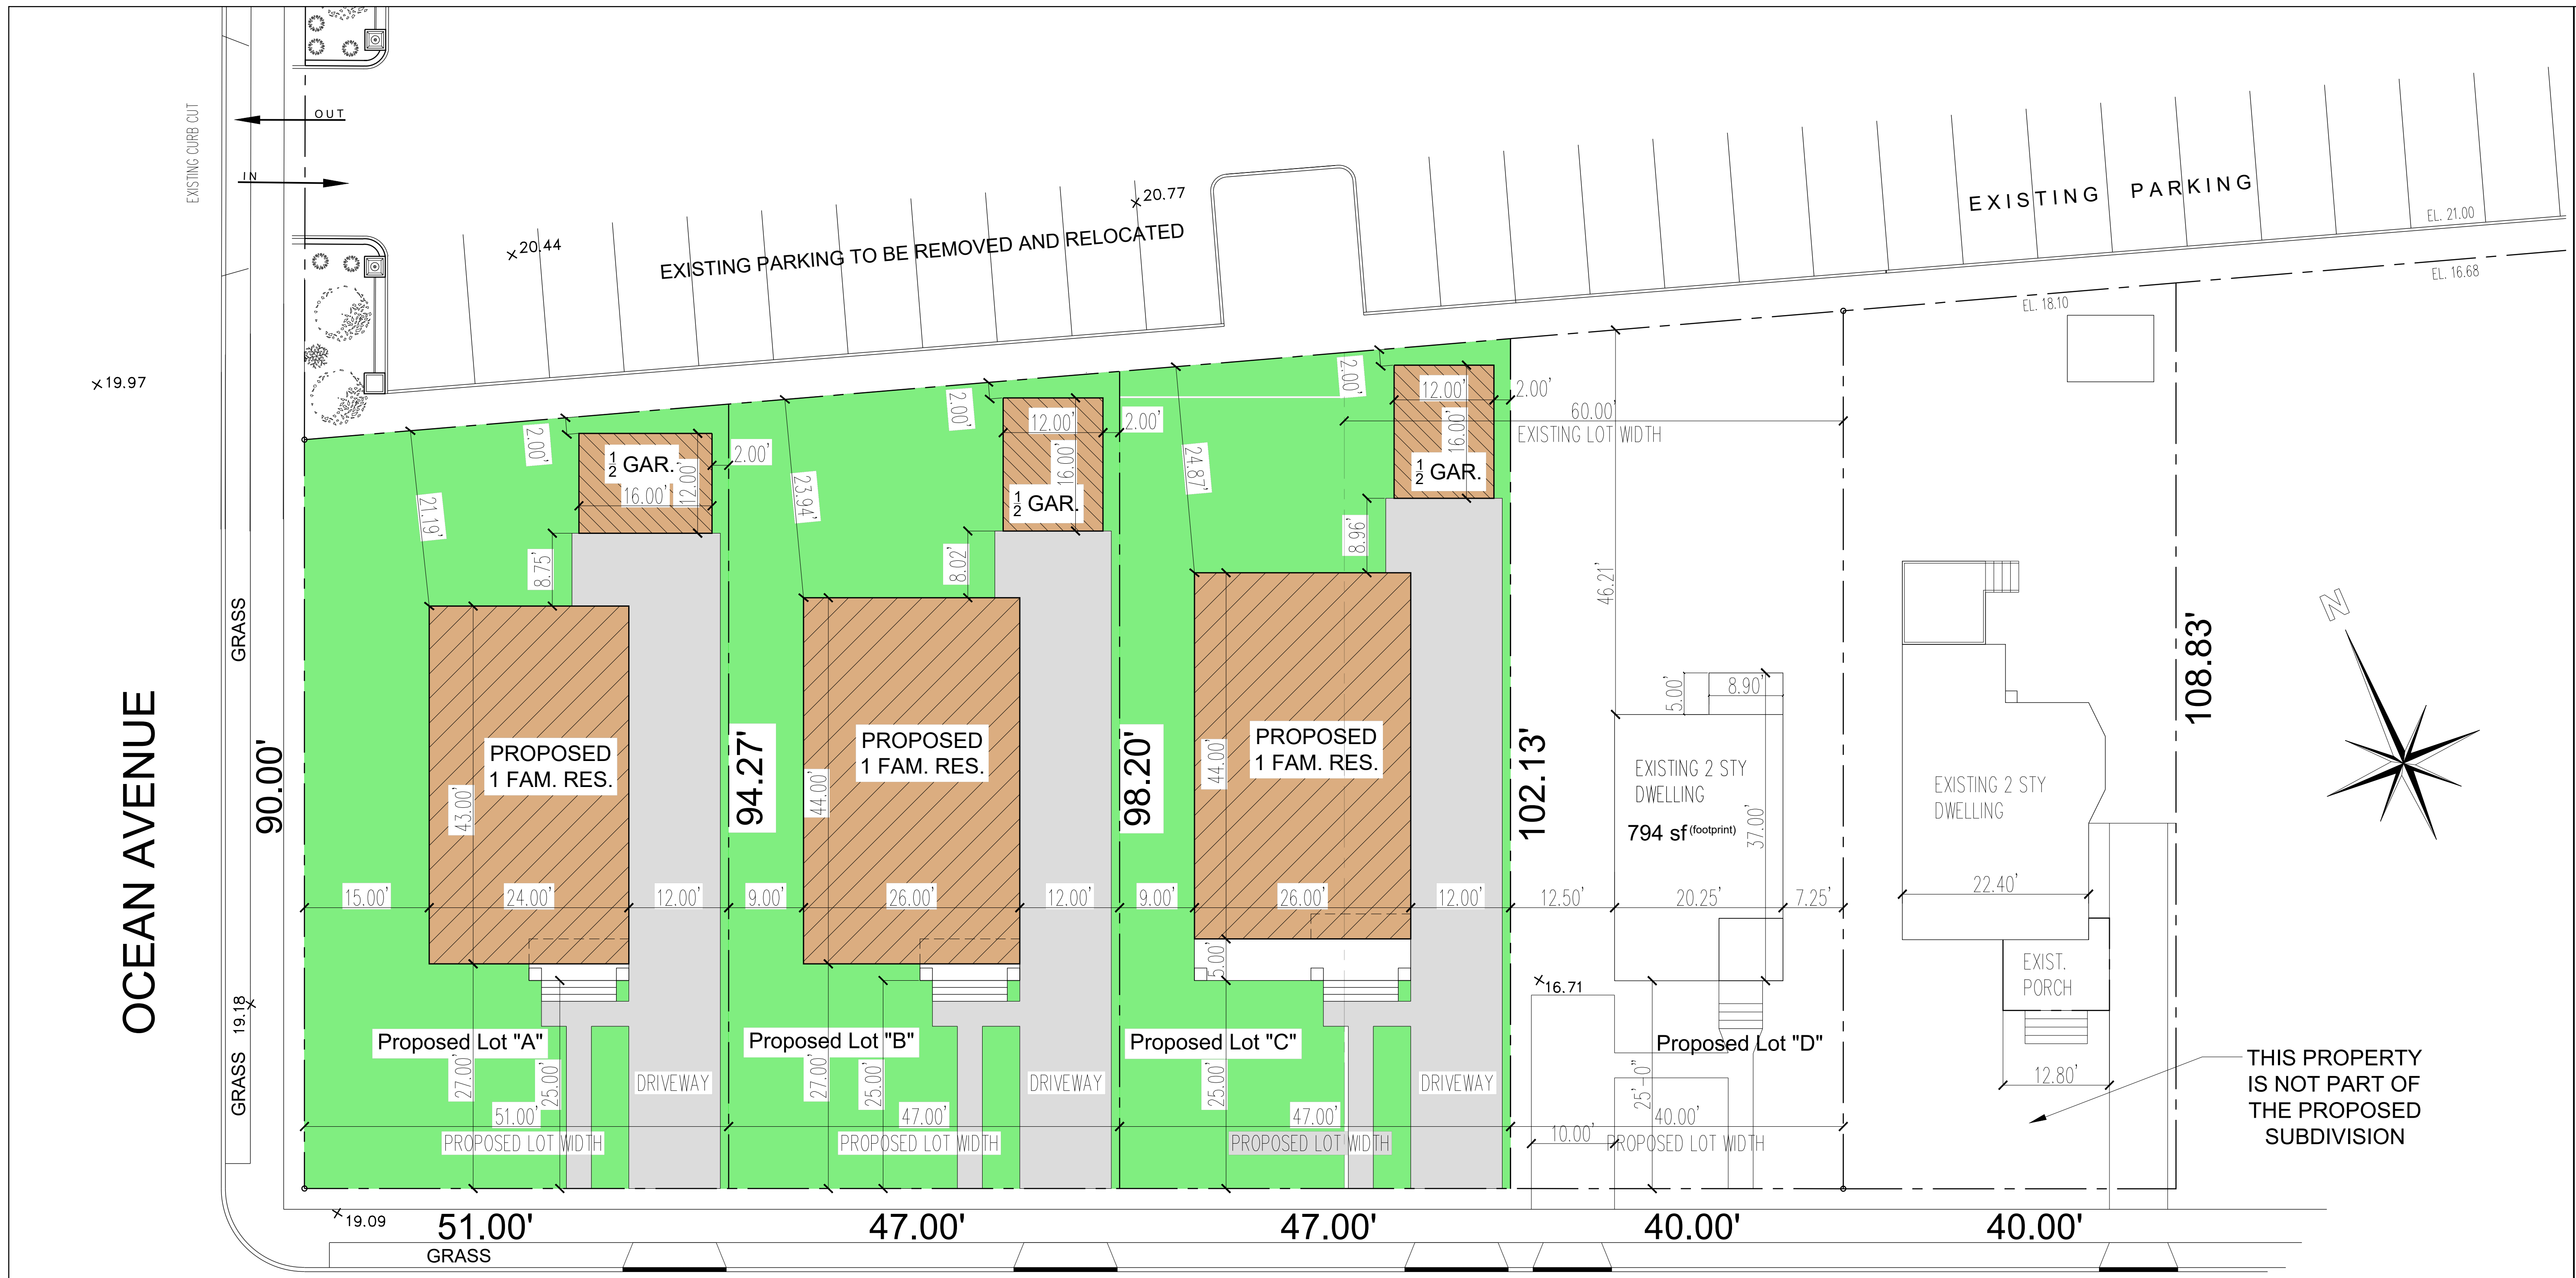 OUT
EXISTING CURB CUT
IN
20.77
20.44
EXISTING PARKING TO BE REMOVED AND RELOCATED
EXISTING PARKING
EL. 21.00
EL. 16.68
EL. 18.10
19.97
2.00'
2.00'
2.00'
12.00'
2.00'
60.00'
EXISTING LOT WIDTH
16.00'
1/2 GAR.
12.00'
2.00'
16.00'
1/2 GAR.
1/2 GAR.
2.00'
16.00'
12.00'
21.19'
23.94'
24.87'
8.75'
8.02'
8.96'
46.21'
N
GRASS
OCEAN AVENUE
90.00'
94.27'
98.20'
102.13'
108.83'
PROPOSED
1 FAM. RES.
PROPOSED
1 FAM. RES.
PROPOSED
1 FAM. RES.
43.00'
44.00'
44.00'
5.00'
8.90'
EXISTING 2 STY
DWELLING
794 sf (footprint)
37.00'
EXISTING 2 STY
DWELLING
15.00'
24.00'
12.00'
9.00'
26.00'
12.00'
9.00'
26.00'
12.00'
12.50'
20.25'
7.25'
22.40'
5.00'
EXIST.
PORCH
16.71
GRASS 19.18
Proposed Lot "A"
Proposed Lot "B"
Proposed Lot "C"
Proposed Lot "D"
27.00'
25.00'
27.00'
25.00'
25.00'
25'-0"
DRIVEWAY
DRIVEWAY
DRIVEWAY
12.80'
THIS PROPERTY
IS NOT PART OF
THE PROPOSED
SUBDIVISION
51.00'
PROPOSED LOT WIDTH
47.00'
PROPOSED LOT WIDTH
47.00'
PROPOSED LOT WIDTH
10.00'
40.00'
PROPOSED LOT WIDTH
19.09
51.00'
47.00'
47.00'
40.00'
40.00'
GRASS